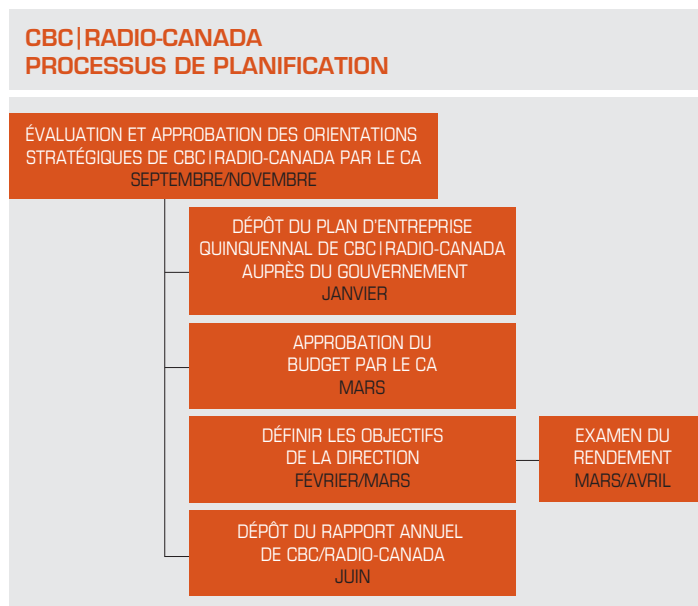 CBC|RADIO-CANADA
PROCESSUS DE PLANIFICATION
ÉVALUATION ET APPROBATION DES ORIENTATIONS
STRATÉGIQUES DE CBC|RADIO-CANADA PAR LE CA
SEPTEMBRE/NOVEMBRE
DÉPÔT DU PLAN D'ENTREPRISE
QUINQUENNAL DE CBC|RADIO-CANADA
AUPRÈS DU GOUVERNEMENT
JANVIER
APPROBATION DU
BUDGET PAR LE CA
MARS
DÉFINIR LES OBJECTIFS
DE LA DIRECTION
FÉVRIER/MARS
EXAMEN DU
RENDEMENT
MARS/AVRIL
DÉPÔT DU RAPPORT ANNUEL
DE CBC/RADIO-CANADA
JUIN